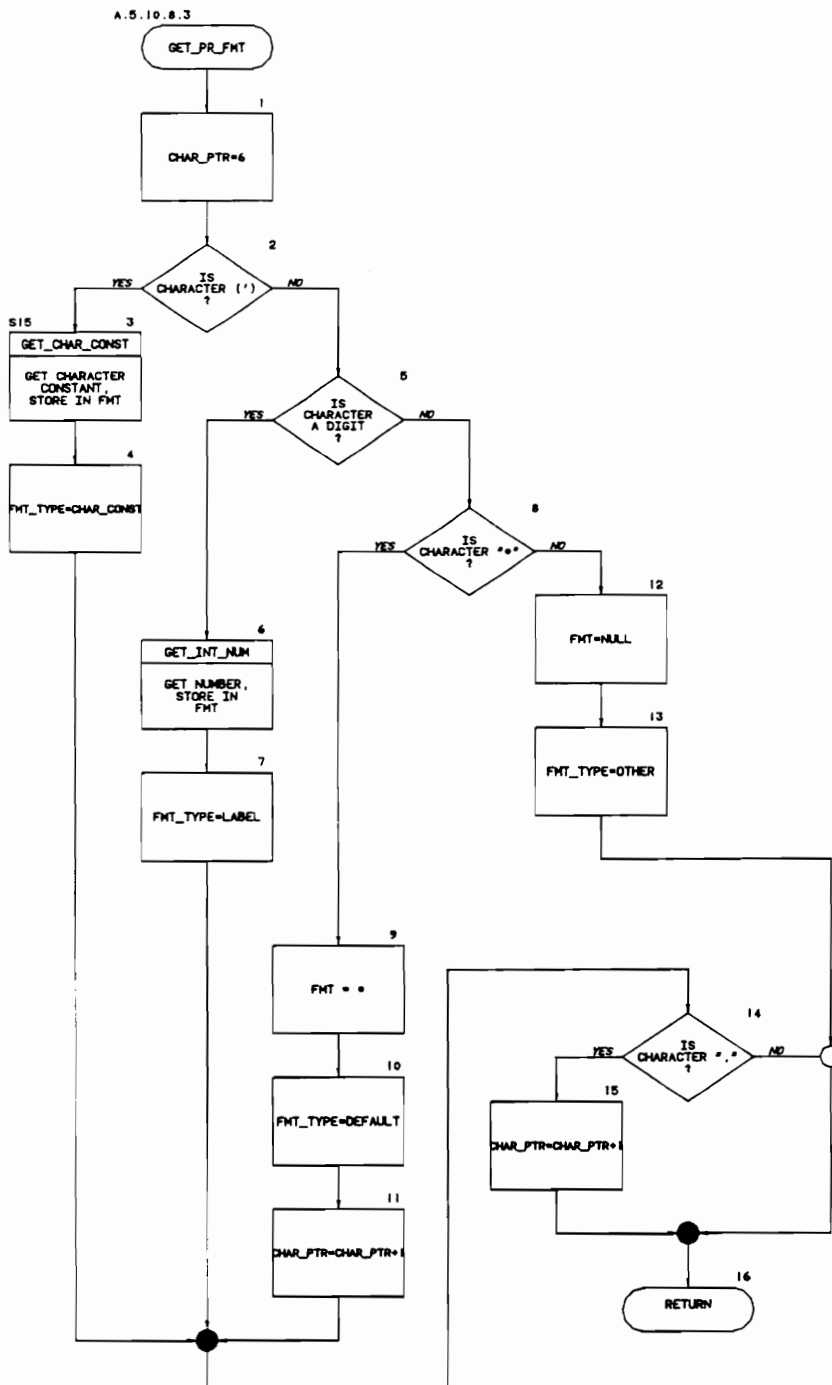 A.5.10.8.3
GET_PR_FMT
1
CHAR_PTR=6
2
IS
CHARACTER (')
?
YES
NO
S15
3
GET_CHAR_CONST
GET CHARACTER
CONSTANT,
STORE IN FMT
4
FMT_TYPE=CHAR_CONST
5
IS
CHARACTER
A DIGIT
?
YES
NO
6
GET_INT_NUM
GET NUMBER,
STORE IN
FMT
7
FMT_TYPE=LABEL
8
IS
CHARACTER "*"
?
YES
NO
9
FMT = *
10
FMT_TYPE=DEFAULT
11
CHAR_PTR=CHAR_PTR+1
12
FMT=NULL
13
FMT_TYPE=OTHER
14
IS
CHARACTER ","
?
YES
NO
15
CHAR_PTR=CHAR_PTR+1
16
RETURN